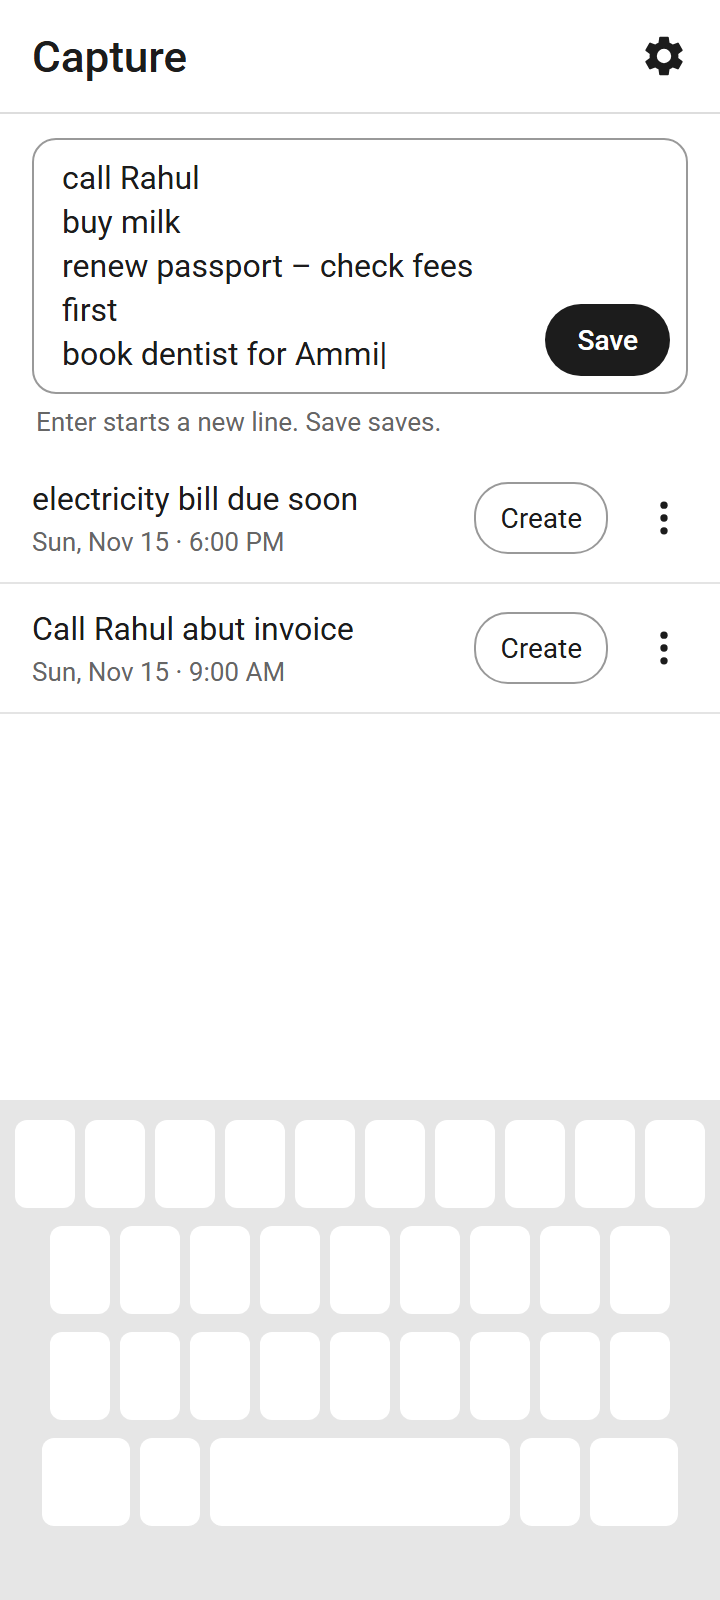 Capture
call Rahul
buy milk
renew passport – check fees
first
book dentist for Ammi
Save
Enter starts a new line. Save saves.
electricity bill due soon
Sun, Nov 15 · 6:00 PM
Create
Call Rahul abut invoice
Sun, Nov 15 · 9:00 AM
Create